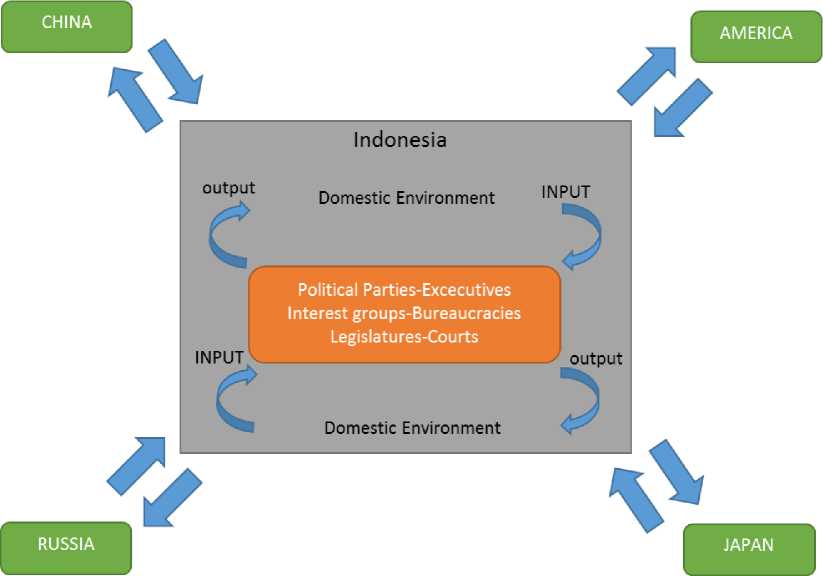 CHINA
AMERICA
Indonesia
output
Domestic Environment
INPUT
Political Parties-Excecutives
Interest groups-Bureaucracies
Legislatures-Courts
INPUT
output
Domestic Environment
RUSSIA
JAPAN